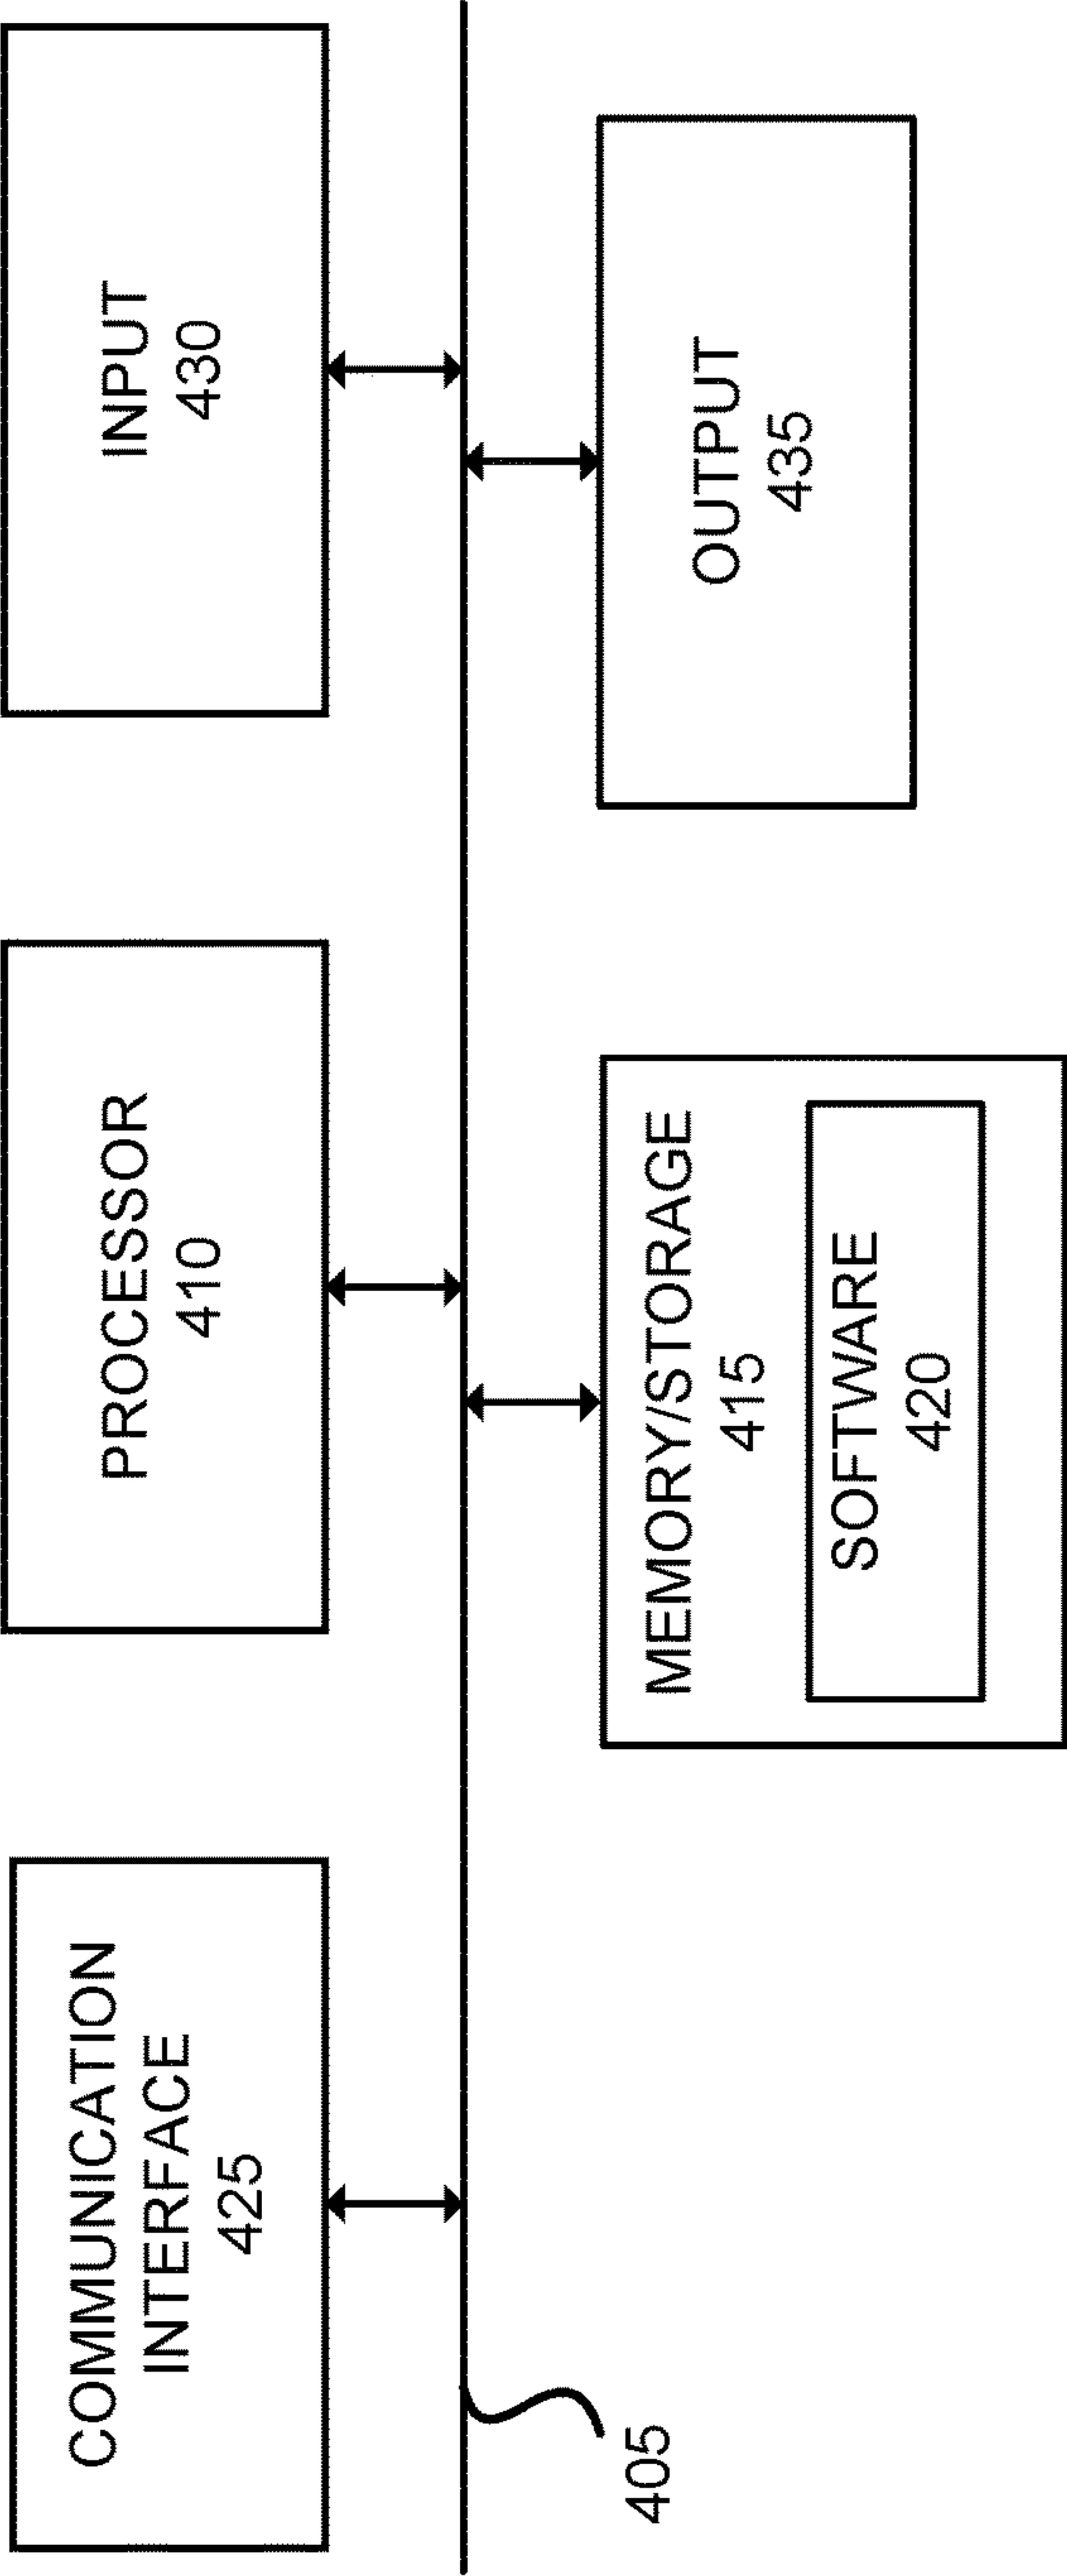 COMMUNICATION
INTERFACE
425
PROCESSOR
410
INPUT
430
405
MEMORY/STORAGE
415
SOFTWARE
420
OUTPUT
435